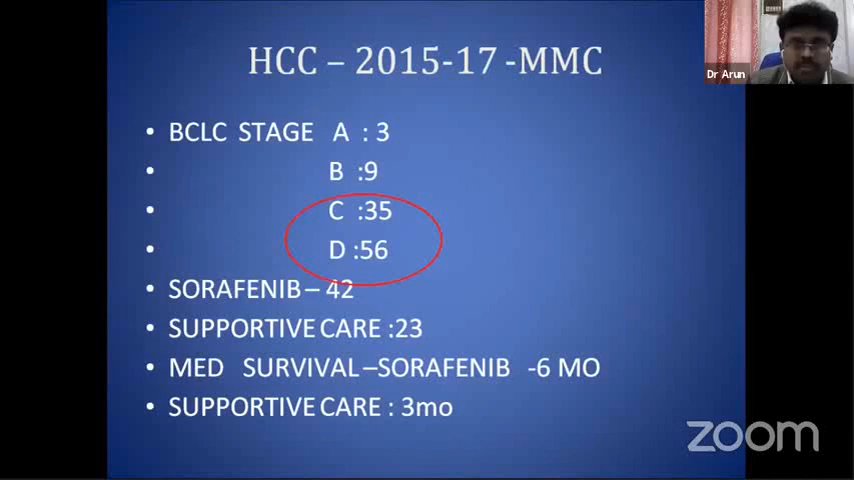 HCC – 2015-17 -MMC
Dr Arun
• BCLC STAGE A : 3
• B :9
• C :35
• D :56
• SORAFENIB – 42
• SUPPORTIVE CARE :23
• MED SURVAL –SORAFENIB -6 MO
• SUPPORTIVE CARE : 3mo
zoom